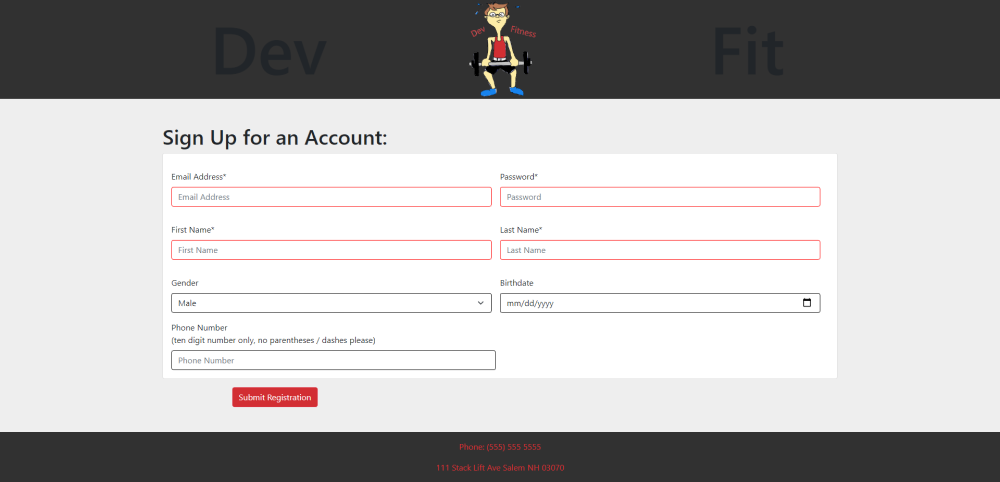 Dev
Dev Fitness
Fit
Sign Up for an Account:
Email Address*
Password*
Email Address
Password
First Name*
Last Name*
First Name
Last Name
Gender
Birthdate
Male
mm/dd/yyyy
Phone Number
(ten digit number only, no parentheses / dashes please)
Phone Number
Submit Registration
Phone: (555) 555 5555
111 Stack Lift Ave Salem NH 03070